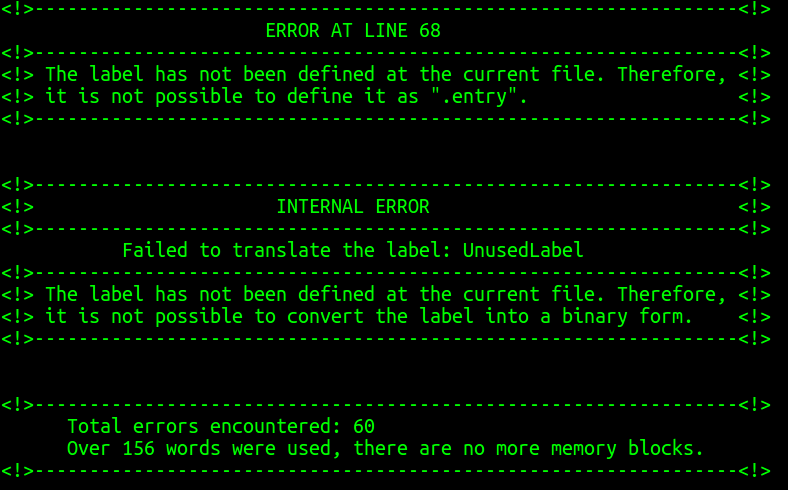 <!>----------------------------------------------------------------<!>
ERROR AT LINE 68
<!>----------------------------------------------------------------<!>
<!> The label has not been defined at the current file. Therefore, <!>
<!> it is not possible to define it as ".entry". <!>
<!>----------------------------------------------------------------<!>
<!>----------------------------------------------------------------<!>
<!> INTERNAL ERROR <!>
<!>----------------------------------------------------------------<!>
Failed to translate the label: UnusedLabel
<!>----------------------------------------------------------------<!>
<!> The label has not been defined at the current file. Therefore, <!>
<!> it is not possible to convert the label into a binary form. <!>
<!>----------------------------------------------------------------<!>
<!>----------------------------------------------------------------<!>
Total errors encountered: 60
Over 156 words were used, there are no more memory blocks.
<!>----------------------------------------------------------------<!>